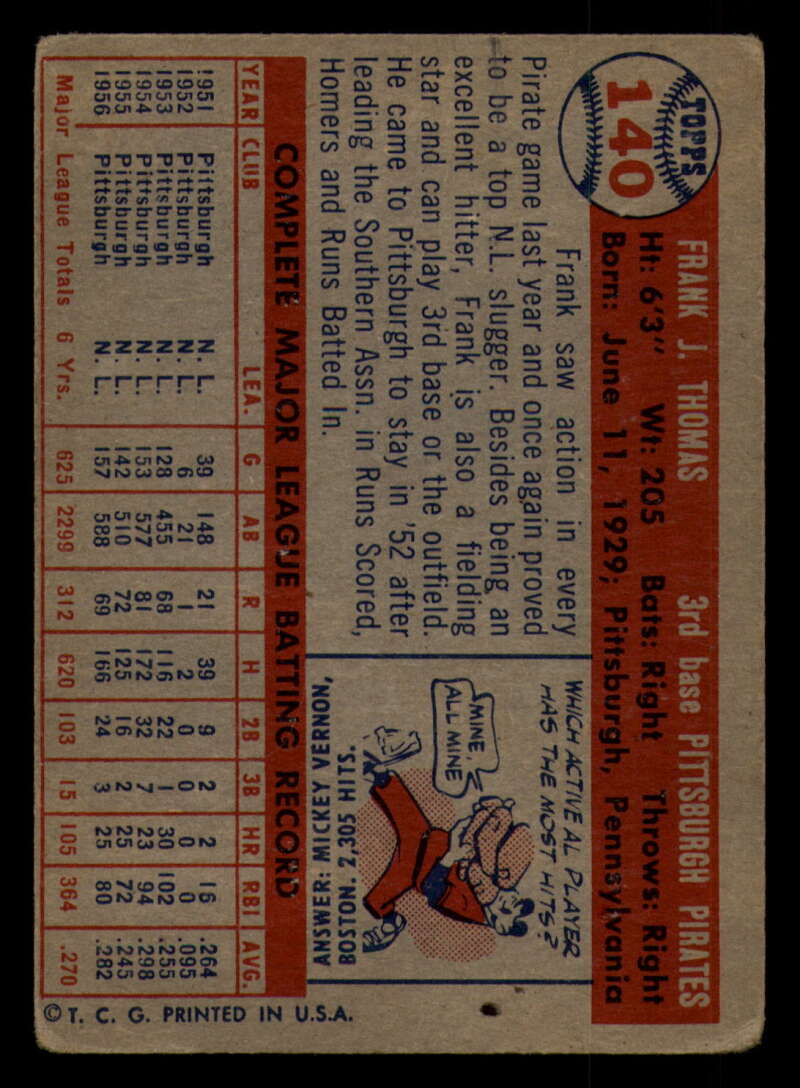 TOPPS
140
FRANK J. THOMAS 3rd base PITTSBURGH PIRATES
Ht: 6'3" Wt: 205 Bats: Right Throws: Right
Born: June 11, 1929; Pittsburgh, Pennsylvania
Frank saw action in every
Pirate game last year and once again proved
to be a top N.L. slugger. Besides being an
excellent hitter, Frank is also a fielding
star and can play 3rd base or the outfield.
He came to Pittsburgh to stay in '52 after
leading the Southern Assn. in Runs Scored,
Homers and Runs Batted In.
WHICH ACTIVE AL PLAYER
HAS THE MOST HITS?
MINE,
ALL MINE
ANSWER: MICKEY VERNON,
BOSTON. 2,305 HITS.
COMPLETE MAJOR LEAGUE BATTING RECORD
YEAR CLUB LEA. G AB R H 2B 3B HR RBI AVG.
1951 Pittsburgh N. L. 39 148 21 39 9 2 2 16 .264
1952 Pittsburgh N. L. 6 21 1 2 0 0 0 0 .095
1953 Pittsburgh N. L. 128 455 68 116 22 1 30 102 .255
1954 Pittsburgh N. L. 153 577 81 172 32 7 23 94 .298
1955 Pittsburgh N. L. 142 510 72 125 16 2 25 72 .245
1956 Pittsburgh N. L. 157 588 69 166 24 3 25 80 .282
Major League Totals 6 Yrs. 625 2299 312 620 103 15 105 364 .270
© T. C. G. PRINTED IN U.S.A.